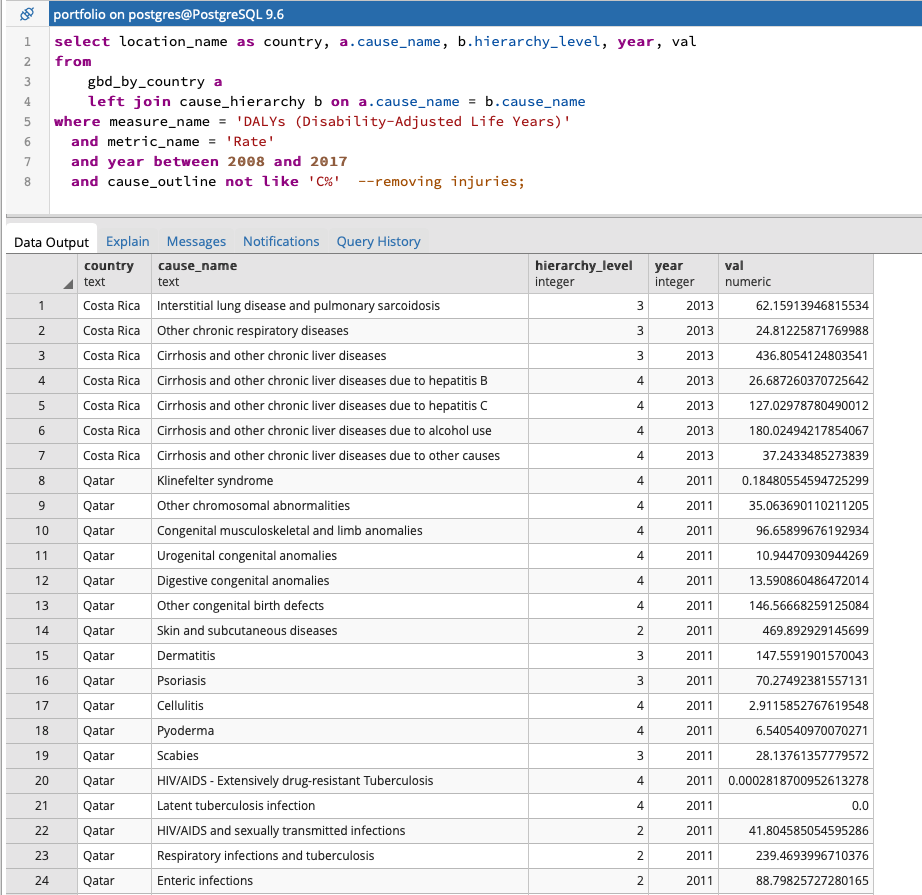 portfolio on postgres@PostgreSQL 9.6
1 select location_name as country, a.cause_name, b.hierarchy_level, year, val
2 from
3 gbd_by_country a
4 left join cause_hierarchy b on a.cause_name = b.cause_name
5 where measure_name = 'DALYs (Disability-Adjusted Life Years)'
6 and metric_name = 'Rate'
7 and year between 2008 and 2017
8 and cause_outline not like 'C%' --removing injuries;
Data Output Explain Messages Notifications Query History
country cause_name hierarchy_level year val
text text integer integer numeric
1 Costa Rica Interstitial lung disease and pulmonary sarcoidosis 3 2013 62.15913946815534
2 Costa Rica Other chronic respiratory diseases 3 2013 24.81225871769988
3 Costa Rica Cirrhosis and other chronic liver diseases 3 2013 436.8054124803541
4 Costa Rica Cirrhosis and other chronic liver diseases due to hepatitis B 4 2013 26.687260370725642
5 Costa Rica Cirrhosis and other chronic liver diseases due to hepatitis C 4 2013 127.02978780490012
6 Costa Rica Cirrhosis and other chronic liver diseases due to alcohol use 4 2013 180.02494217854067
7 Costa Rica Cirrhosis and other chronic liver diseases due to other causes 4 2013 37.2433485273839
8 Qatar Klinefelter syndrome 4 2011 0.18480554594725299
9 Qatar Other chromosomal abnormalities 4 2011 35.063690110211205
10 Qatar Congenital musculoskeletal and limb anomalies 4 2011 96.65899676192934
11 Qatar Urogenital congenital anomalies 4 2011 10.94470930944269
12 Qatar Digestive congenital anomalies 4 2011 13.590860486472014
13 Qatar Other congenital birth defects 4 2011 146.56668259125084
14 Qatar Skin and subcutaneous diseases 2 2011 469.892929145699
15 Qatar Dermatitis 3 2011 147.5591901570043
16 Qatar Psoriasis 3 2011 70.27492381557131
17 Qatar Cellulitis 4 2011 2.9115852767619548
18 Qatar Pyoderma 4 2011 6.540540970070271
19 Qatar Scabies 3 2011 28.13761357779572
20 Qatar HIV/AIDS - Extensively drug-resistant Tuberculosis 4 2011 0.0002818700952613278
21 Qatar Latent tuberculosis infection 4 2011 0.0
22 Qatar HIV/AIDS and sexually transmitted infections 2 2011 41.804585054595286
23 Qatar Respiratory infections and tuberculosis 2 2011 239.4693996710376
24 Qatar Enteric infections 2 2011 88.79825727280165